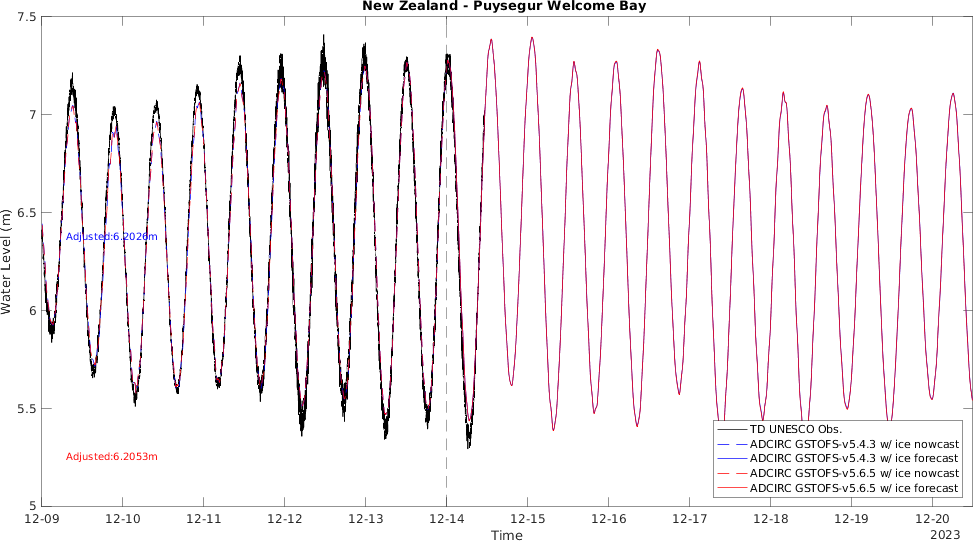 New Zealand - Puysegur Welcome Bay
7.5
7
6.5
6
5.5
5
Water Level (m)
Adjusted:6.2026m
Adjusted:6.2053m
TD UNESCO Obs.
ADCIRC GSTOFS-v5.4.3 w/ ice nowcast
ADCIRC GSTOFS-v5.4.3 w/ ice forecast
ADCIRC GSTOFS-v5.6.5 w/ ice nowcast
ADCIRC GSTOFS-v5.6.5 w/ ice forecast
12-09 12-10 12-11 12-12 12-13 12-14 12-15 12-16 12-17 12-18 12-19 12-20
Time
2023